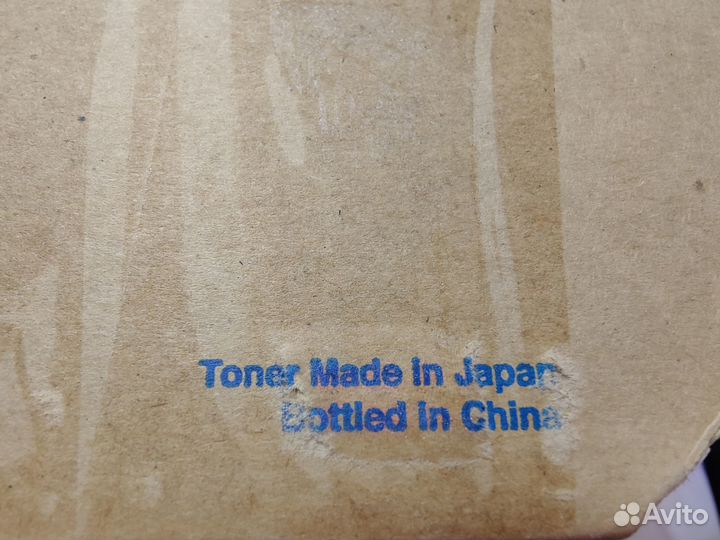 Toner Made In Japan
Bottled In China
Avito